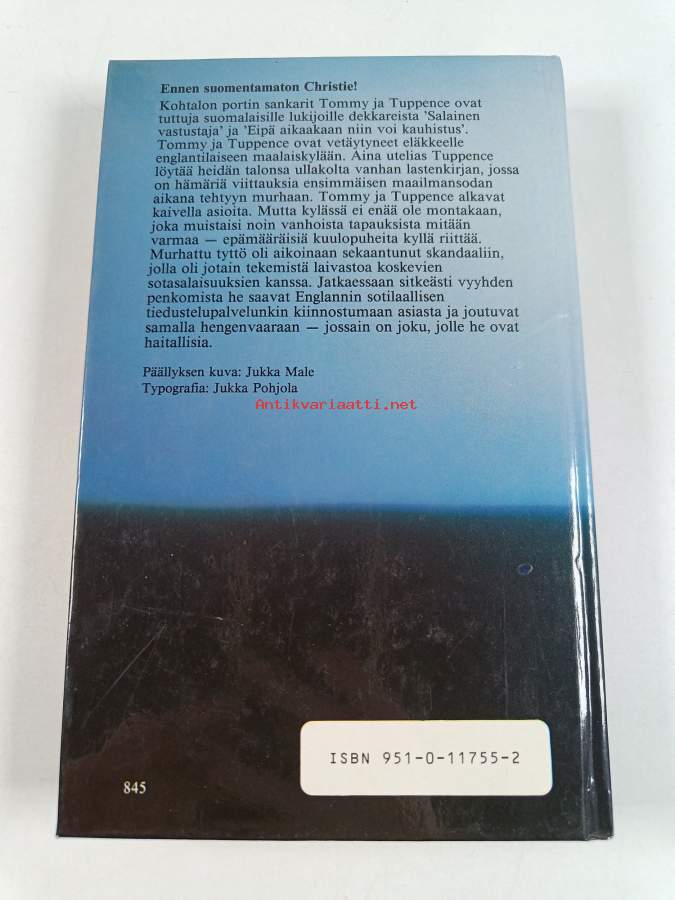 Ennen suomentamaton Christie!
Kohtalon portin sankarit Tommy ja Tuppence ovat
tuttuja suomalaisille lukijoille dekkareista 'Salainen
vastustaja' ja 'Eipä aikaakaan niin voi kauhistus'.
Tommy ja Tuppence ovat vetäytyneet eläkkeelle
englantilaiseen maalaiskylään. Aina utelias Tuppence
löytää heidän talonsa ullakolta vanhan lastenkirjan, jossa
on hämäriä viittauksia ensimmäisen maailmansodan
aikana tehtyyn murhaan. Tommy ja Tuppence alkavat
kaivella asioita. Mutta kylässä ei enää ole montakaan,
joka muistaisi noin vanhoista tapauksista mitään
varmaa — epämääräisiä kuulopuheita kyllä riittää.
Murhattu tyttö oli aikoinaan sekaantunut skandaaliin,
jolla oli jotain tekemistä laivastoa koskevien
sotasalaisuuksien kanssa. Jatkaessaan sitkeästi vyyhden
penkomista he saavat Englannin sotilaallisen
tiedustelupalvelunkin kiinnostumaan asiasta ja joutuvat
samalla hengenvaaraan — jossain on joku, jolle he ovat
haitallisia.
Päällyksen kuva: Jukka Male
Typografia: Jukka Pohjola
Antikvariaatti.net
ISBN 951-0-11755-2
845